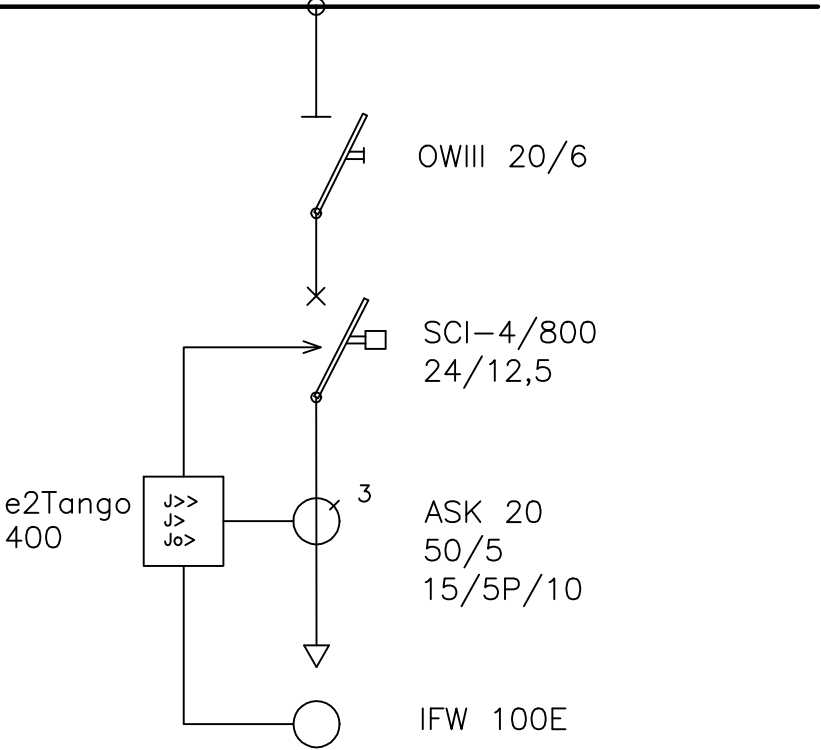 OWIII 20/6
SCI-4/800
24/12,5
e2Tango
400
J>>
J>
Jo>
3
ASK 20
50/5
15/5P/10
IFW 100E